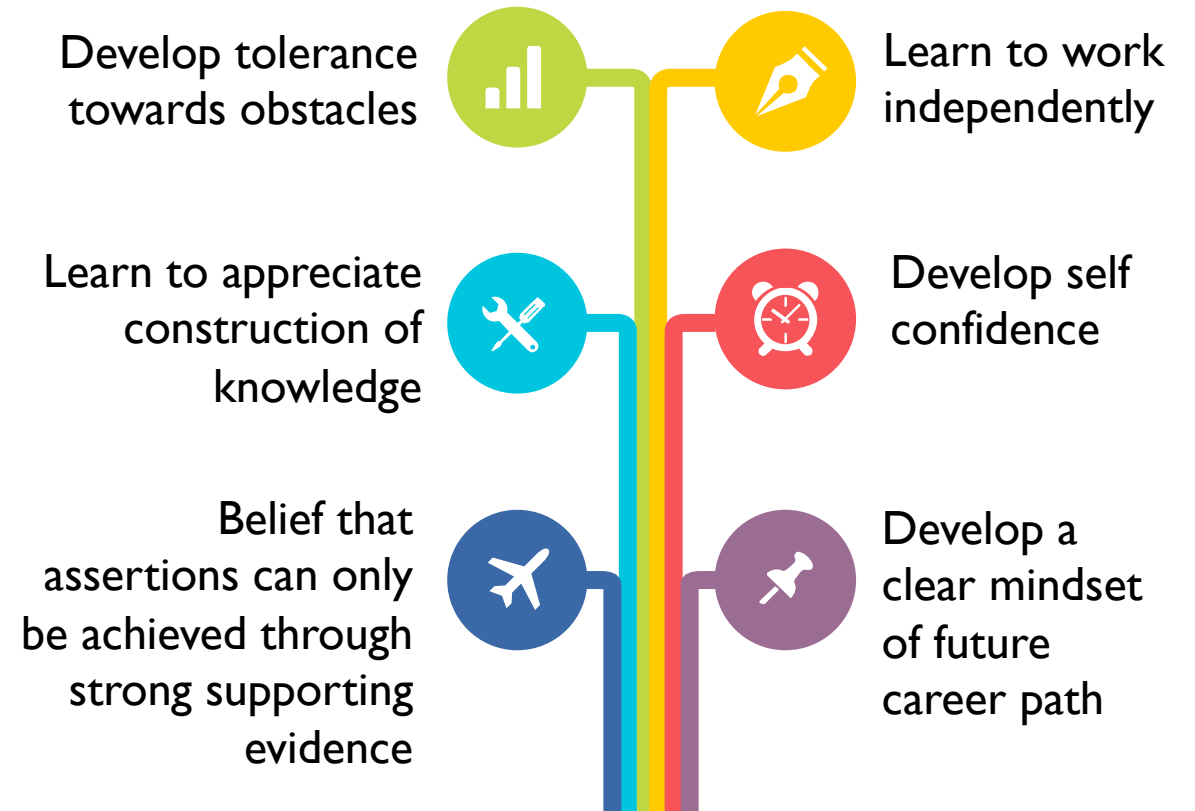 Develop tolerance
towards obstacles
Learn to work
independently
Learn to appreciate
construction of
knowledge
Develop self
confidence
Belief that
assertions can only
be achieved through
strong supporting
evidence
Develop a
clear mindset
of future
career path